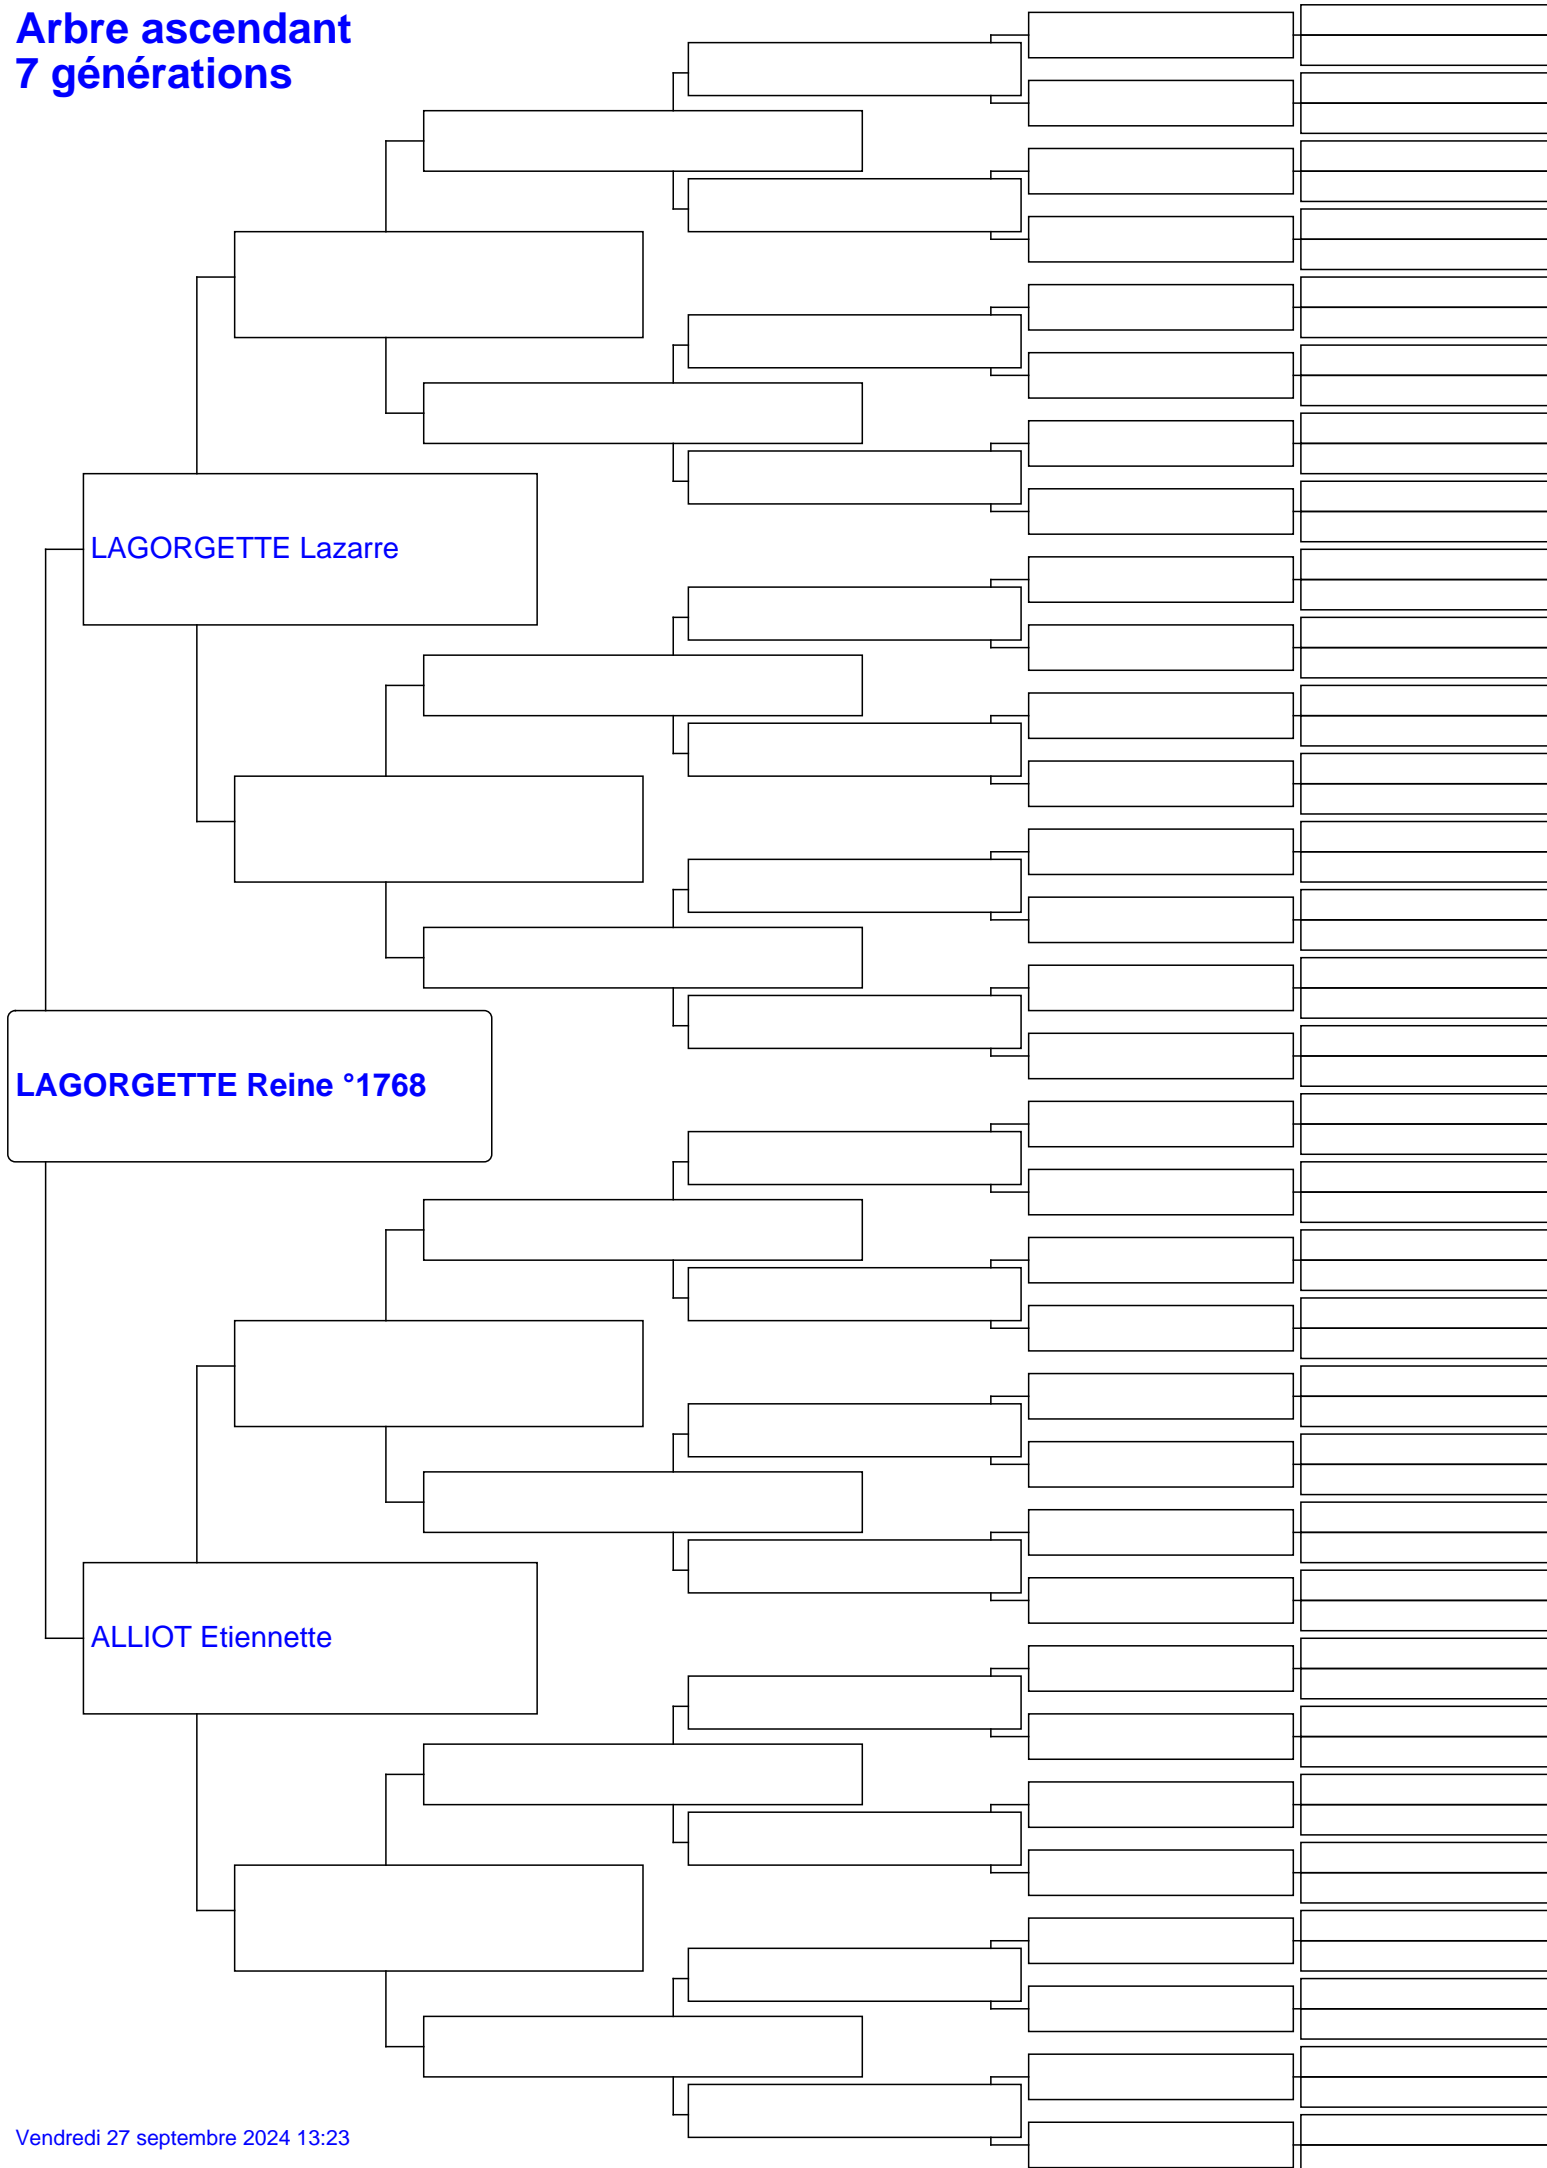 Arbre ascendant
7 générations
LAGORGETTE Lazarre
LAGORGETTE Reine °1768
ALLIOT Etiennette
Vendredi 27 septembre 2024 13:23